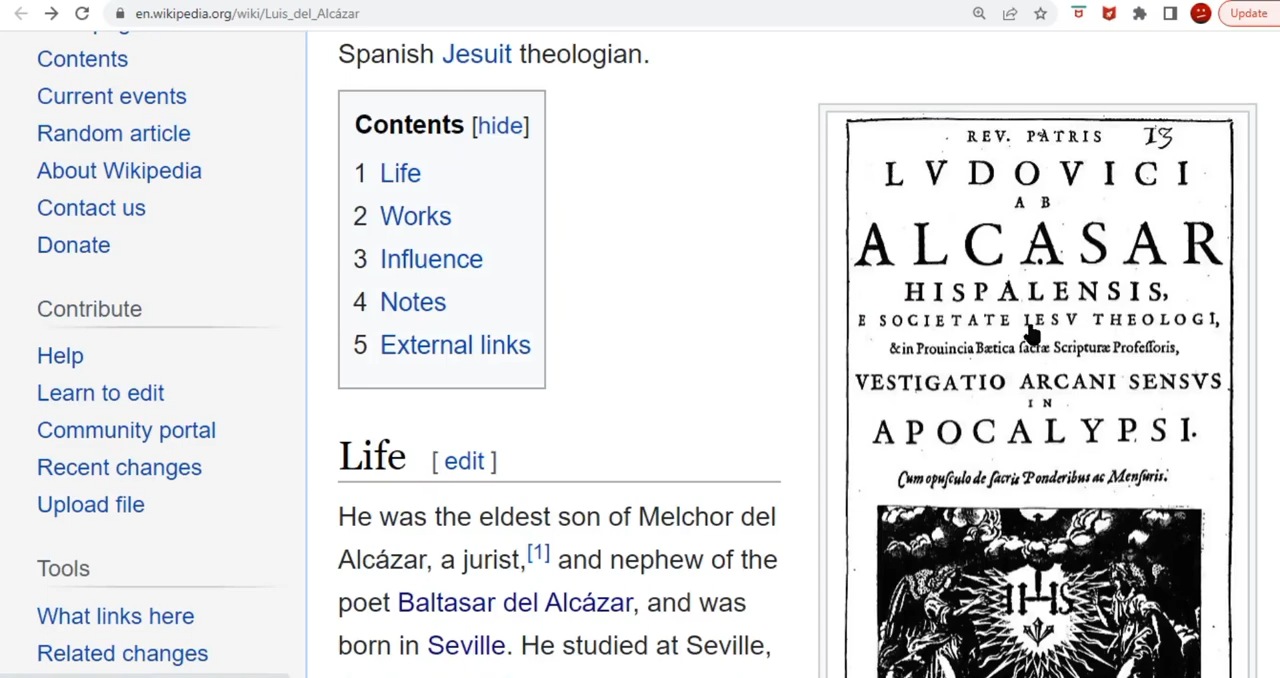 en.wikipedia.org/wiki/Luis_del_Alcázar
Update
Contents
Current events
Random article
About Wikipedia
Contact us
Donate
Contribute
Help
Learn to edit
Community portal
Recent changes
Upload file
Tools
What links here
Related changes
Spanish Jesuit theologian.
Contents [hide]
1 Life
2 Works
3 Influence
4 Notes
5 External links
Life [ edit ]
He was the eldest son of Melchor del
Alcázar, a jurist,[1] and nephew of the
poet Baltasar del Alcázar, and was
born in Seville. He studied at Seville,
REV. PATRIS 13
LVDOVICI
AB
ALCASAR
HISPALENSIS,
E SOCIETATE IESV THEOLOGI,
& in Prouincia Bætica ſacræ Scripturæ Profeſſoris,
VESTIGATIO ARCANI SENSVS
IN
APOCALYPSI.
Cum opuſculo de ſacris Ponderibus ac Menſuris.
IHS